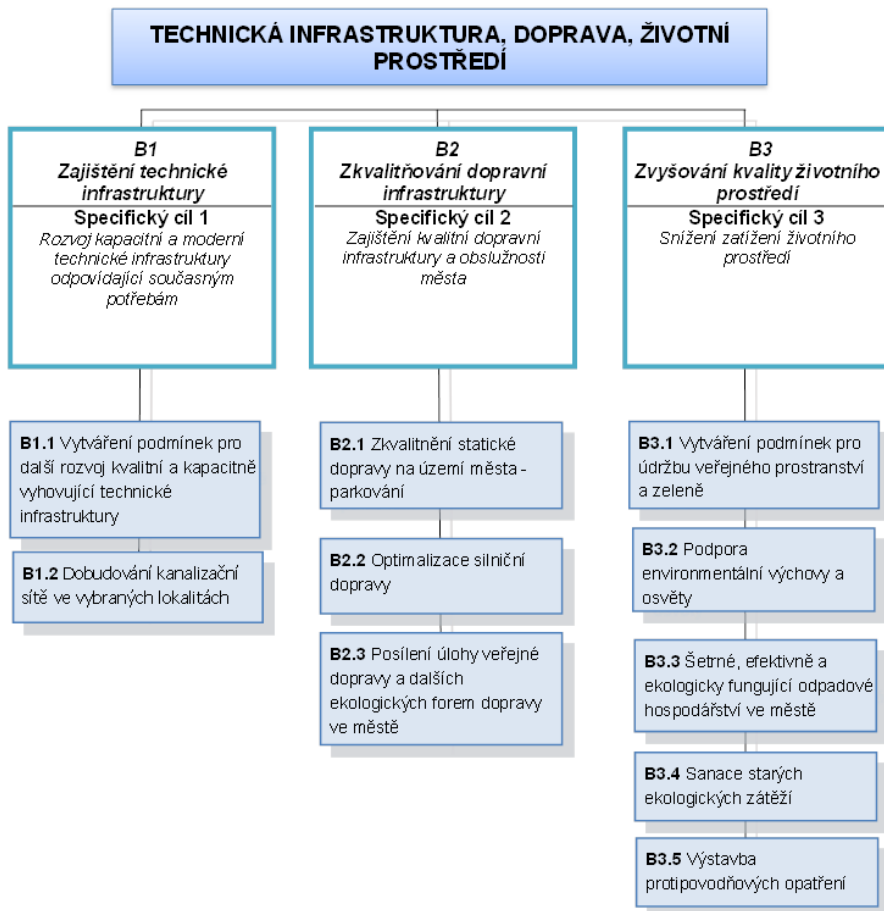 TECHNICKÁ INFRASTRUKTURA, DOPRAVA, ŽIVOTNÍ
PROSTŘEDÍ
B1
Zajištění technické
infrastruktury
Specifický cíl 1
Rozvoj kapacitní a moderní
technické infrastruktury
odpovídající současným
potřebám
B1.1 Vytváření podmínek pro
další rozvoj kvalitní a kapacitně
vyhovující technické
infrastruktury
B1.2 Dobudování kanalizační
sítě ve vybraných lokalitách
B2
Zkvalitňování dopravní
infrastruktury
Specifický cíl 2
Zajištění kvalitní dopravní
infrastruktury a obslužnosti
města
B2.1 Zkvalitnění statické
dopravy na území města -
parkování
B2.2 Optimalizace silniční
dopravy
B2.3 Posílení úlohy veřejné
dopravy a dalších
ekologických forem dopravy
ve městě
B3
Zvyšování kvality životního
prostředí
Specifický cíl 3
Snížení zatížení životního
prostředí
B3.1 Vytváření podmínek pro
údržbu veřejného prostranství
a zeleně
B3.2 Podpora
environmentální výchovy a
osvěty
B3.3 Šetrné, efektivně a
ekologicky fungující odpadové
hospodářství ve městě
B3.4 Sanace starých
ekologických zátěží
B3.5 Výstavba
protipovodňových opatření